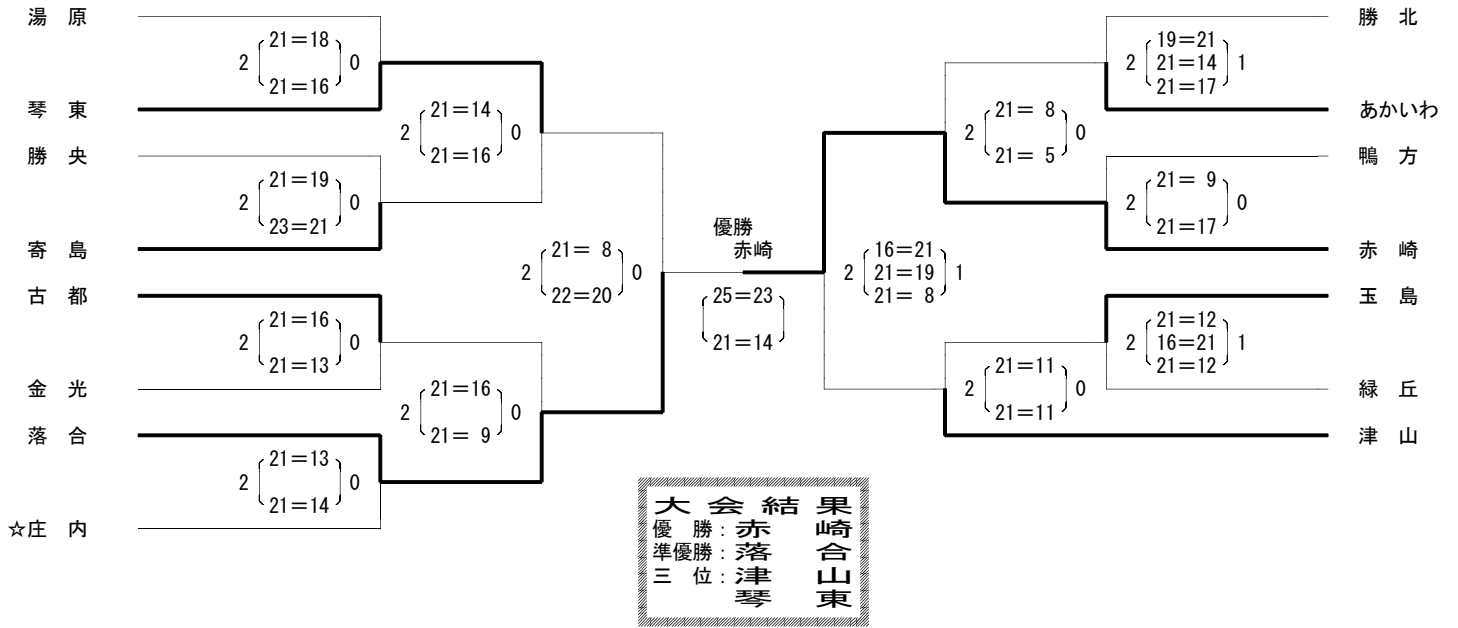 湯 原
21=18
2 0
21=16
琴 東
21=14
2 0
21=16
勝 央
21=19
2 0
23=21
寄 島
21= 8
2 0
22=20
古 都
21=16
2 0
21=13
金 光
21=16
2 0
21= 9
落 合
21=13
2 0
21=14
☆庄 内
優勝
赤崎
25=23
21=14
勝 北
19=21
2 21=14 1
21=17
あかいわ
21= 8
2 0
21= 5
鴨 方
21= 9
2 0
21=17
赤 崎
16=21
2 21=19 1
21= 8
玉 島
21=12
2 16=21 1
21=12
緑 丘
21=11
2 0
21=11
津 山
大 会 結 果
優 勝：赤 崎
準優勝：落 合
三 位：津 山
琴 東